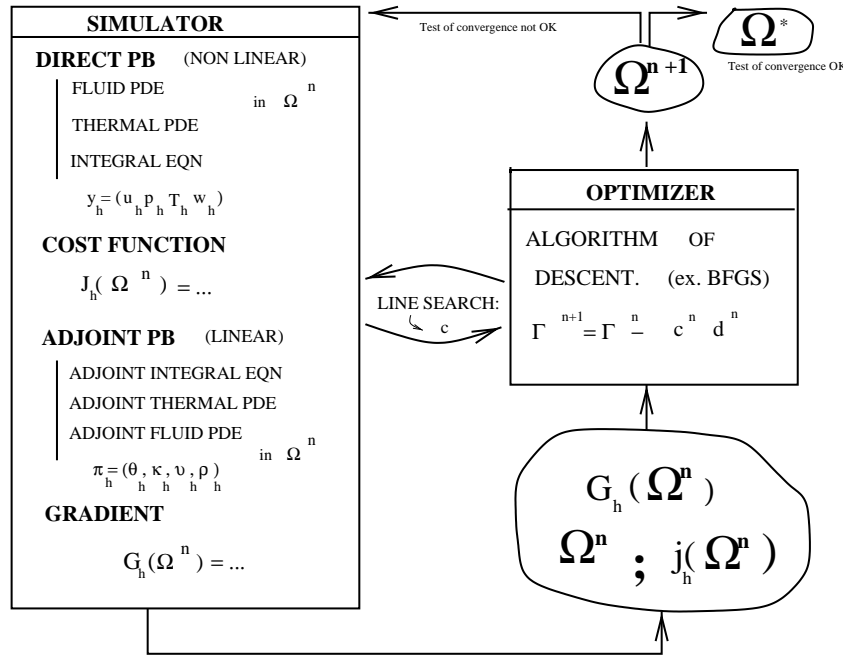 SIMULATOR
DIRECT PB (NON LINEAR)
FLUID PDE
in Ω^n
THERMAL PDE
INTEGRAL EQN
y_h = (u_h p_h T_h w_h)
COST FUNCTION
J_h(Ω^n) = ...
ADJOINT PB (LINEAR)
ADJOINT INTEGRAL EQN
ADJOINT THERMAL PDE
ADJOINT FLUID PDE
in Ω^n
π_h = (θ_h, κ_h, υ_h, ρ_h)
GRADIENT
G_h(Ω^n) = ...
Test of convergence not OK
Ω^n+1
Ω*
Test of convergence OK
LINE SEARCH:
c
OPTIMIZER
ALGORITHM OF
DESCENT. (ex. BFGS)
Γ^n+1 = Γ^n − c^n d^n
G_h(Ω^n)
Ω^n ; j_h(Ω^n)